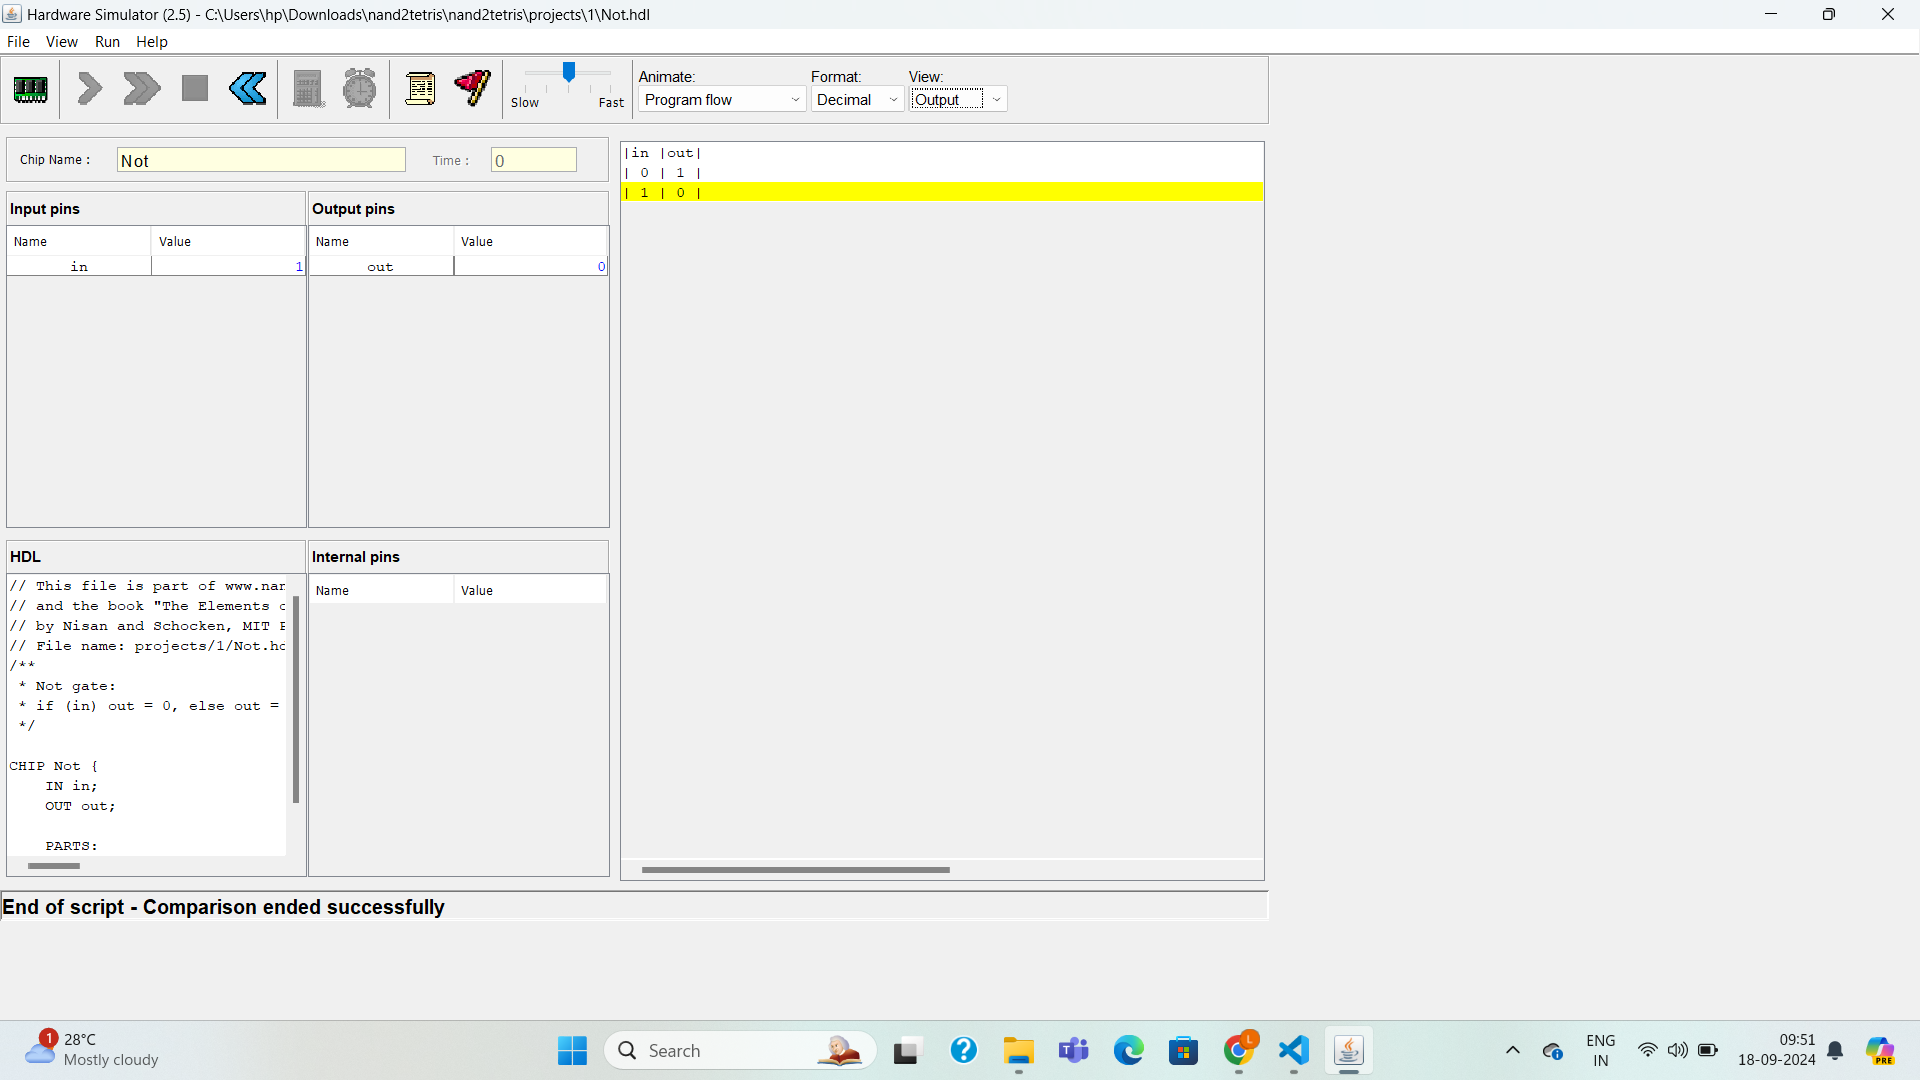 Hardware Simulator (2.5) - C:\Users\hp\Downloads\nand2tetris\nand2tetris\projects\1\Not.hdl
File View Run Help
Slow Fast
Animate: Format: View:
Program flow Decimal Output
Chip Name : Not Time : 0
Input pins
Name Value
in 1
Output pins
Name Value
out 0
|in |out|
| 0 | 1 |
| 1 | 0 |
HDL
// This file is part of www.nan
// and the book "The Elements o
// by Nisan and Schocken, MIT P
// File name: projects/1/Not.hd
/**
* Not gate:
* if (in) out = 0, else out =
*/
CHIP Not {
IN in;
OUT out;
PARTS:
Internal pins
Name Value
End of script - Comparison ended successfully
1
28°C
Mostly cloudy
Search
L
ENG
IN
09:51
18-09-2024
PRE